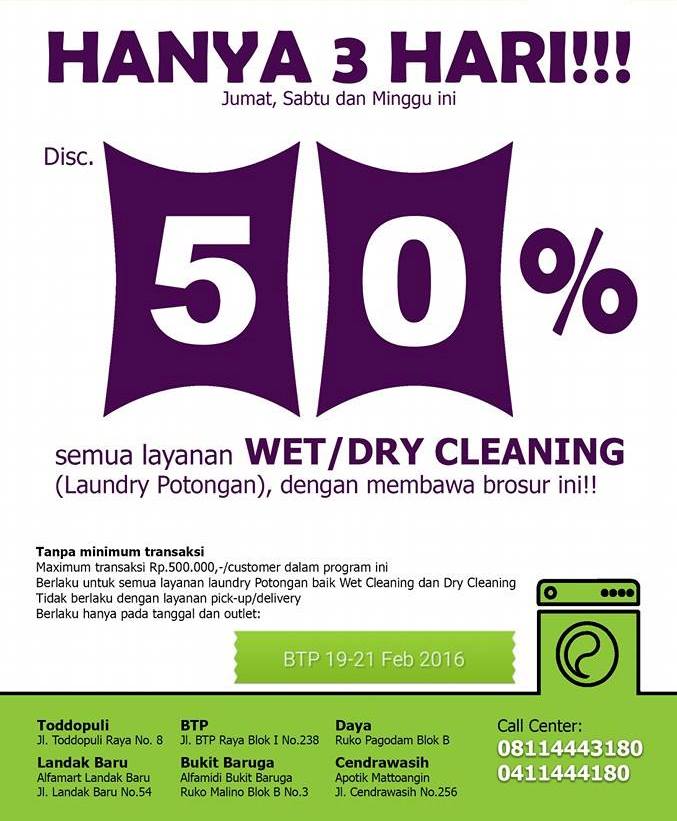 HANYA 3 HARI!!!
Jumat, Sabtu dan Minggu ini
Disc.
50%
semua layanan WET/DRY CLEANING
(Laundry Potongan), dengan membawa brosur ini!!
Tanpa minimum transaksi
Maximum transaksi Rp.500.000,-/customer dalam program ini
Berlaku untuk semua layanan laundry Potongan baik Wet Cleaning dan Dry Cleaning
Tidak berlaku dengan layanan pick-up/delivery
Berlaku hanya pada tanggal dan outlet:
BTP 19-21 Feb 2016
Toddopuli
Jl. Toddopuli Raya No. 8
BTP
Jl. BTP Raya Blok I No.238
Daya
Ruko Pagodam Blok B
Landak Baru
Alfamart Landak Baru
Jl. Landak Baru No.54
Bukit Baruga
Alfamidi Bukit Baruga
Ruko Malino Blok B No.3
Cendrawasih
Apotik Mattoangin
Jl. Cendrawasih No.256
Call Center:
08114443180
0411444180